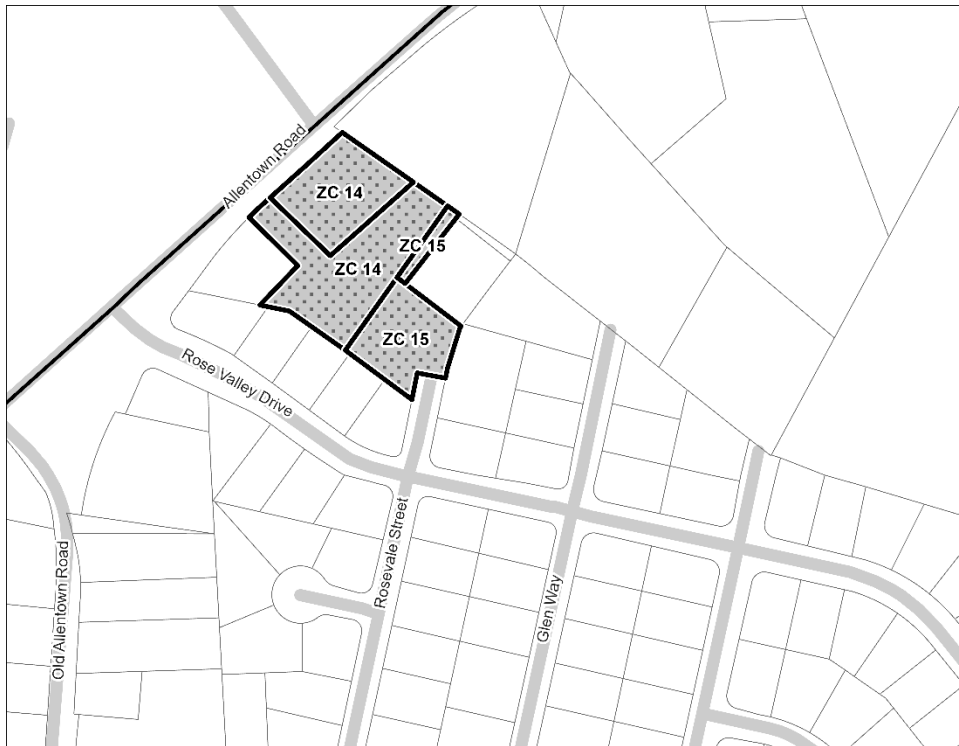 Allentown Road
ZC 14
ZC 15
ZC 14
ZC 15
Rose Valley Drive
Rosevale Street
Old Allentown Road
Glen Way